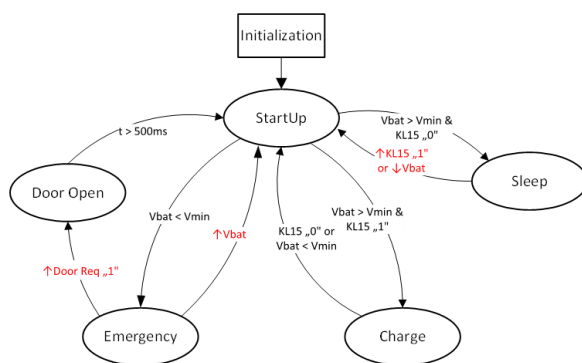 Initialization
StartUp
Vbat > Vmin &
KL15 „0"
t > 500ms
↑KL15 „1"
or ↓Vbat
Sleep
Door Open
Vbat < Vmin
Vbat > Vmin &
KL15 „1"
↑Vbat
KL15 „0" or
Vbat < Vmin
↑Door Req „1"
Emergency
Charge